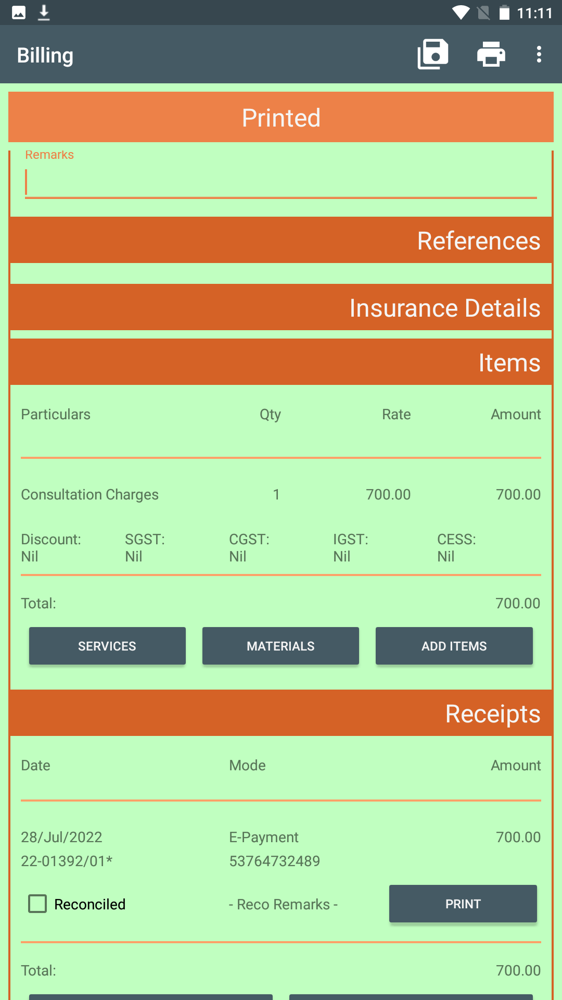 11:11
Billing
Printed
Remarks
References
Insurance Details
Items
Particulars Qty Rate Amount
Consultation Charges 1 700.00 700.00
Discount: SGST: CGST: IGST: CESS:
Nil Nil Nil Nil Nil
Total: 700.00
SERVICES MATERIALS ADD ITEMS
Receipts
Date Mode Amount
28/Jul/2022 E-Payment 700.00
22-01392/01* 53764732489
Reconciled - Reco Remarks - PRINT
Total: 700.00